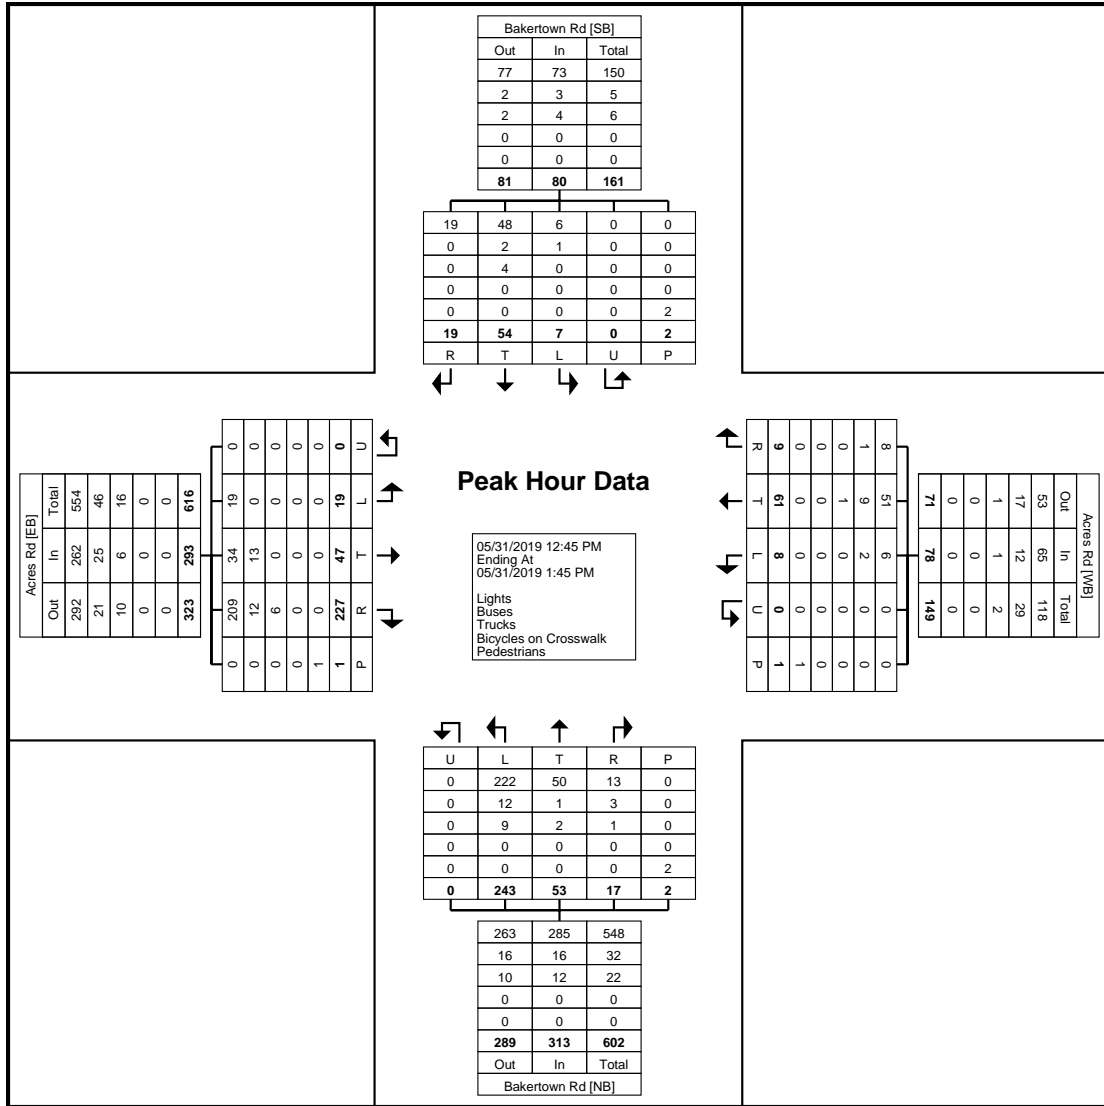 Bakertown Rd [SB]
Out In Total
77 73 150
2 3 5
2 4 6
0 0 0
0 0 0
81 80 161
19 48 6 0 0
0 2 1 0 0
0 4 0 0 0
0 0 0 0 0
0 0 0 0 2
19 54 7 0 2
R T L U P
Acres Rd [EB]
Total 554 46 16 0 0 616
In 262 25 6 0 0 293
Out 292 21 10 0 0 323
0 0 0 0 0 0 U
19 0 0 0 0 19 L
34 13 0 0 0 47 T
209 12 6 0 0 227 R
0 0 0 0 1 1 P
Peak Hour Data
05/31/2019 12:45 PM
Ending At
05/31/2019 1:45 PM
Lights
Buses
Trucks
Bicycles on Crosswalk
Pedestrians
R 9 0 0 0 1 8
T 61 0 0 1 9 51
L 8 0 0 0 2 6
U 0 0 0 0 0 0
P 1 1 0 0 0 0
71 0 0 1 17 53 Out
78 0 0 1 12 65 In
149 0 0 2 29 118 Total
Acres Rd [WB]
U L T R P
0 222 50 13 0
0 12 1 3 0
0 9 2 1 0
0 0 0 0 0
0 0 0 0 2
0 243 53 17 2
263 285 548
16 16 32
10 12 22
0 0 0
0 0 0
289 313 602
Out In Total
Bakertown Rd [NB]